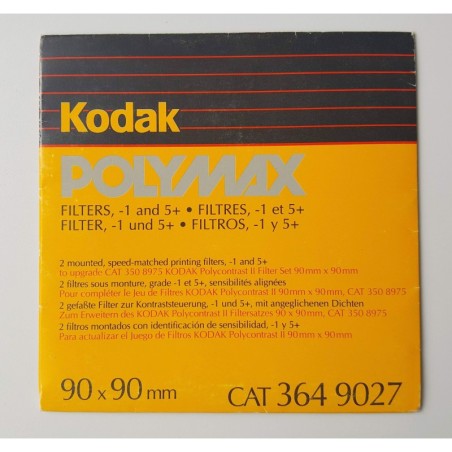 Kodak
POLYMAX
FILTERS, -1 and 5+ • FILTRES, -1 et 5+
FILTER, -1 und 5+ • FILTROS, -1 y 5+
2 mounted, speed-matched printing filters, -1 and 5+
to upgrade CAT 350 8975 KODAK Polycontrast II Filter Set 90mm x 90mm
2 filtres sous monture, grade -1 et 5+, sensibilités alignées
Pour compléter le Jeu de Filtres KODAK Polycontrast II 90mm x 90mm, CAT 350 8975
2 gefaßte Filter zur Kontraststeuerung, -1 und 5+, mit angeglichenen Dichten
Zum Erweitern des KODAK Polycontrast II Filtersatzes 90 x 90mm, CAT 350 8975
2 filtros montados con identificación de sensibilidad, -1 y 5+
Para actualizar el Juego de Filtros KODAK Polycontrast II 90mm x 90mm
90 x 90 mm CAT 364 9027